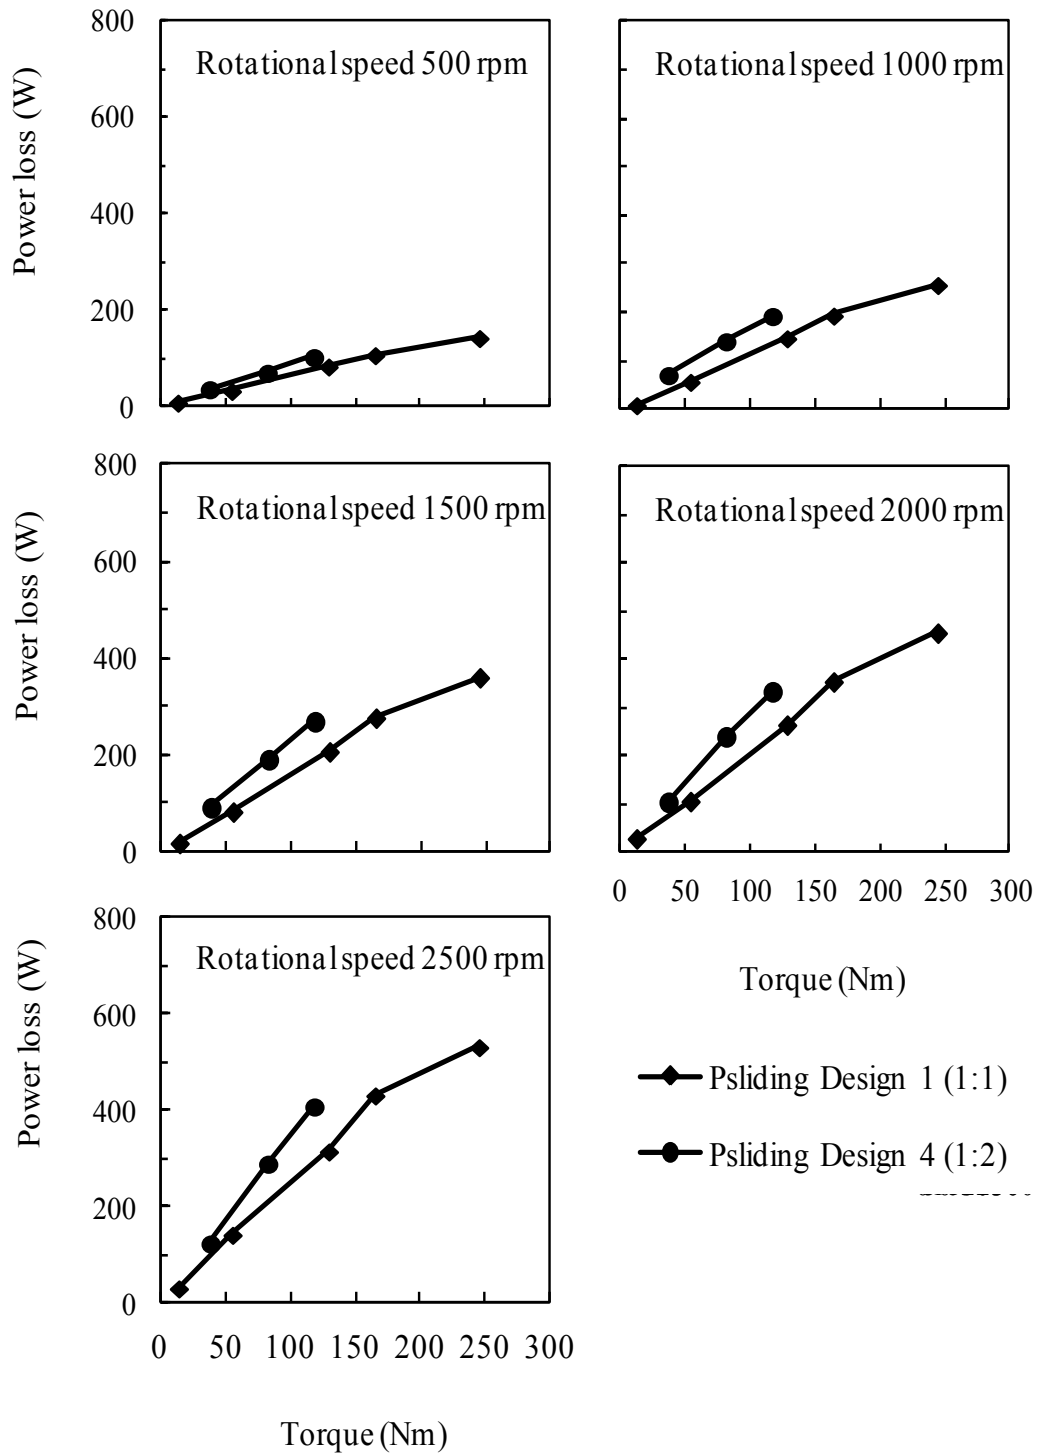 800
Rotational speed 500 rpm
Rotational speed 1000 rpm
600
Power loss (W)
400
200
0
800
Rotational speed 1500 rpm
Rotational speed 2000 rpm
600
Power loss (W)
400
200
0
0 50 100 150 200 250 300
800
Rotational speed 2500 rpm
Torque (Nm)
600
Power loss (W)
Psliding Design 1 (1:1)
400
Psliding Design 4 (1:2)
200
0
0 50 100 150 200 250 300
Torque (Nm)